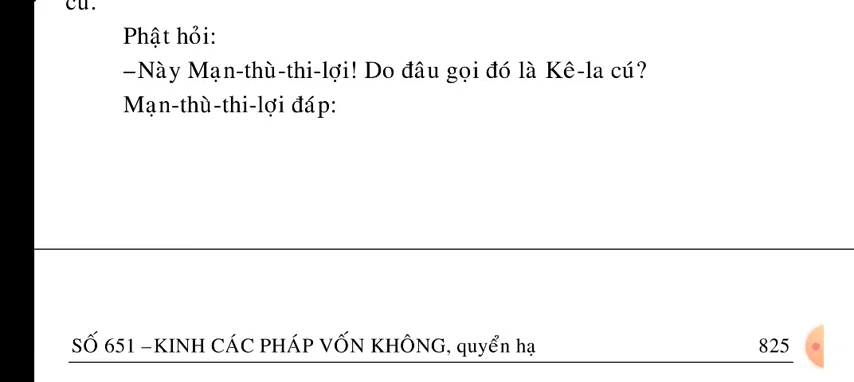 cú.
Phật hỏi:
–Này Mạn-thù-thi-lợi! Do đâu gọi đó là Kê-la cú?
Mạn-thù-thi-lợi đáp:
SỐ 651 –KINH CÁC PHÁP VỐN KHÔNG, quyển hạ 825